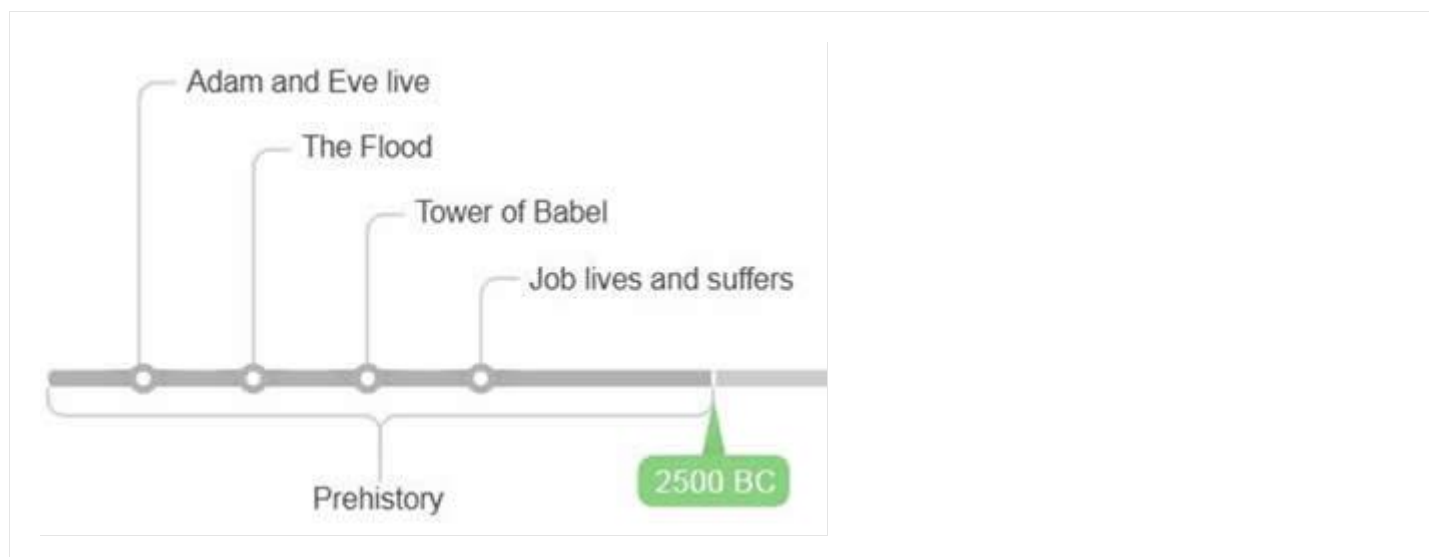 Adam and Eve live
The Flood
Tower of Babel
Job lives and suffers
2500 BC
Prehistory